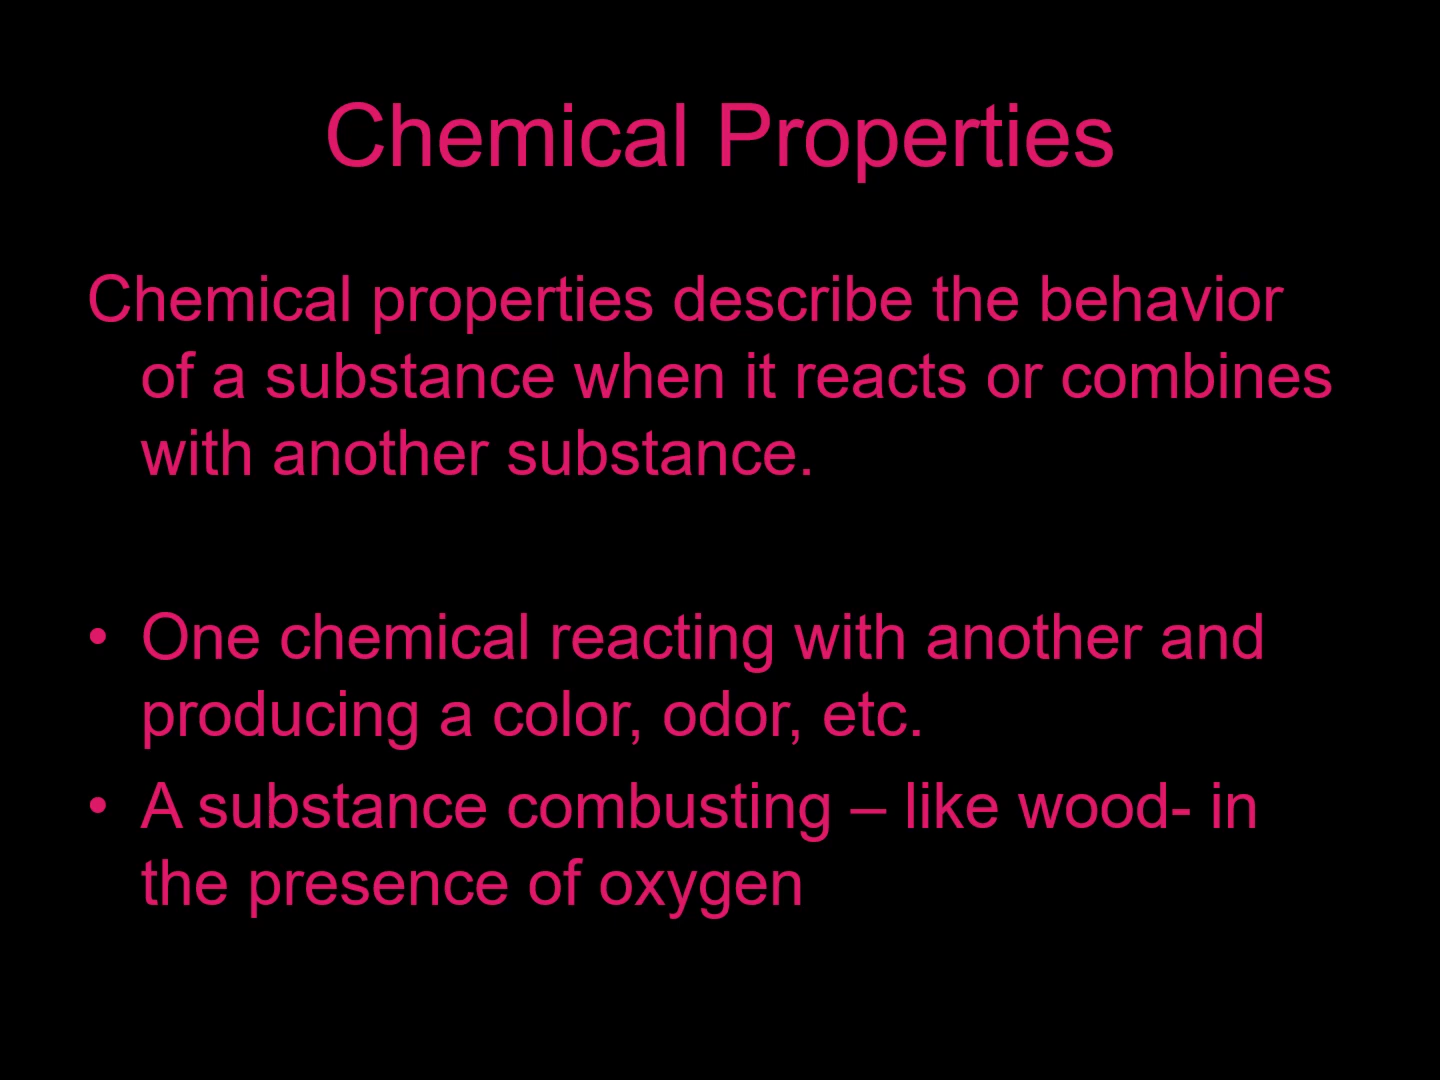 Chemical Properties
Chemical properties describe the behavior
of a substance when it reacts or combines
with another substance.
• One chemical reacting with another and
producing a color, odor, etc.
• A substance combusting – like wood- in
the presence of oxygen